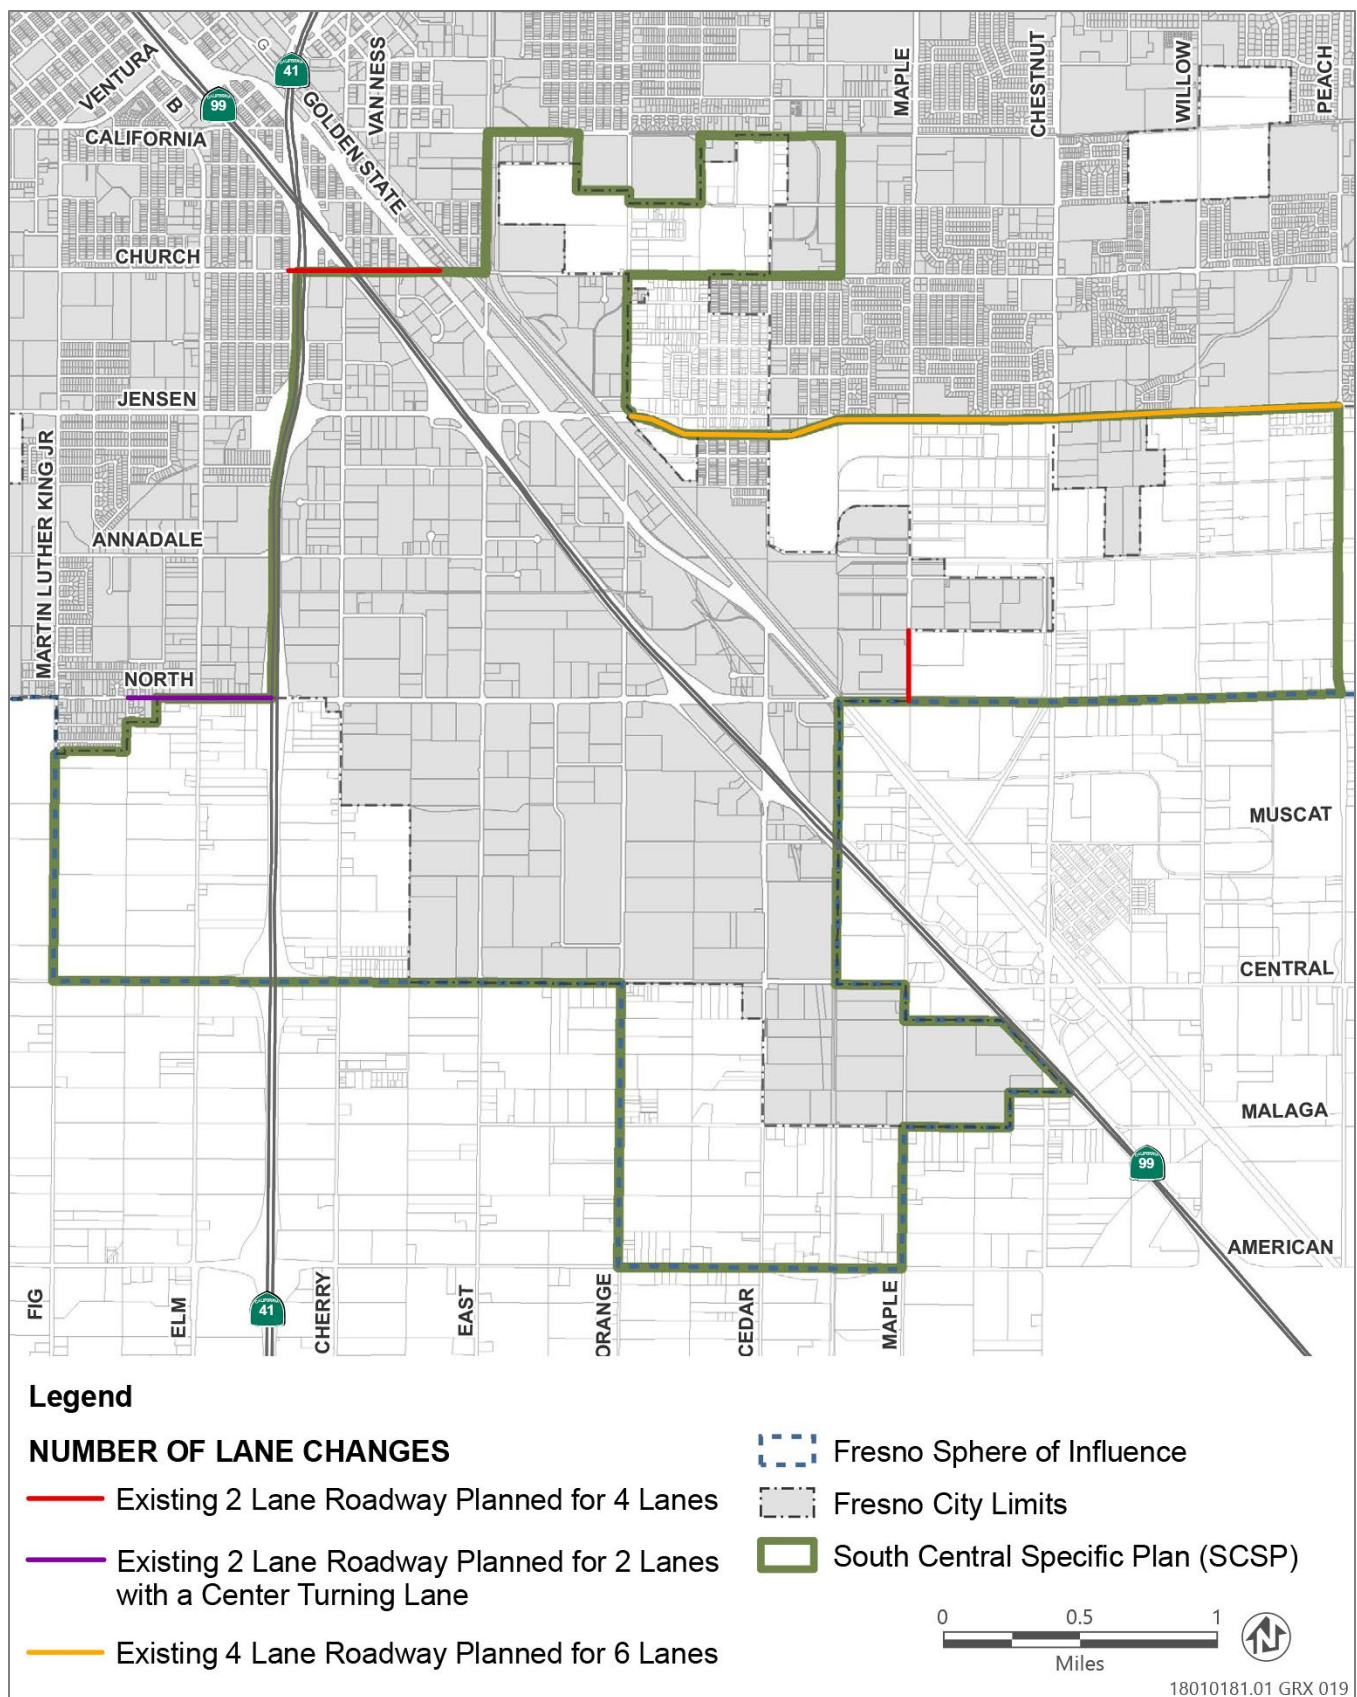 VENTURA
B
G
CALIFORNIA
41
CALIFORNIA
99
CALIFORNIA
GOLDEN STATE
VAN NESS
MAPLE
CHESTNUT
WILLOW
PEACH
CHURCH
JENSEN
MARTIN LUTHER KING JR
ANNADALE
NORTH
MUSCAT
CENTRAL
MALAGA
CALIFORNIA
99
AMERICAN
FIG
ELM
CALIFORNIA
41
CHERRY
EAST
ORANGE
CEDAR
MAPLE
Legend
NUMBER OF LANE CHANGES
Existing 2 Lane Roadway Planned for 4 Lanes
Existing 2 Lane Roadway Planned for 2 Lanes
with a Center Turning Lane
Existing 4 Lane Roadway Planned for 6 Lanes
Fresno Sphere of Influence
Fresno City Limits
South Central Specific Plan (SCSP)
0 0.5 1
Miles
N
18010181.01 GRX 019